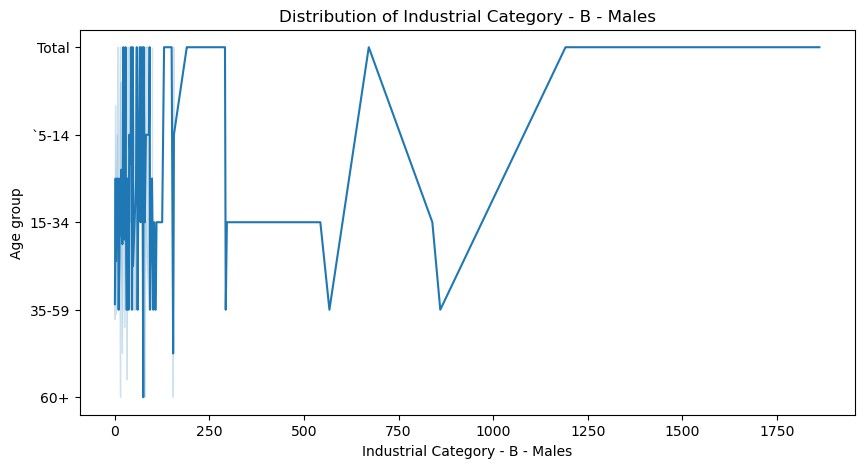 Distribution of Industrial Category - B - Males
Total
`5-14
15-34
35-59
60+
Age group
0 250 500 750 1000 1250 1500 1750
Industrial Category - B - Males